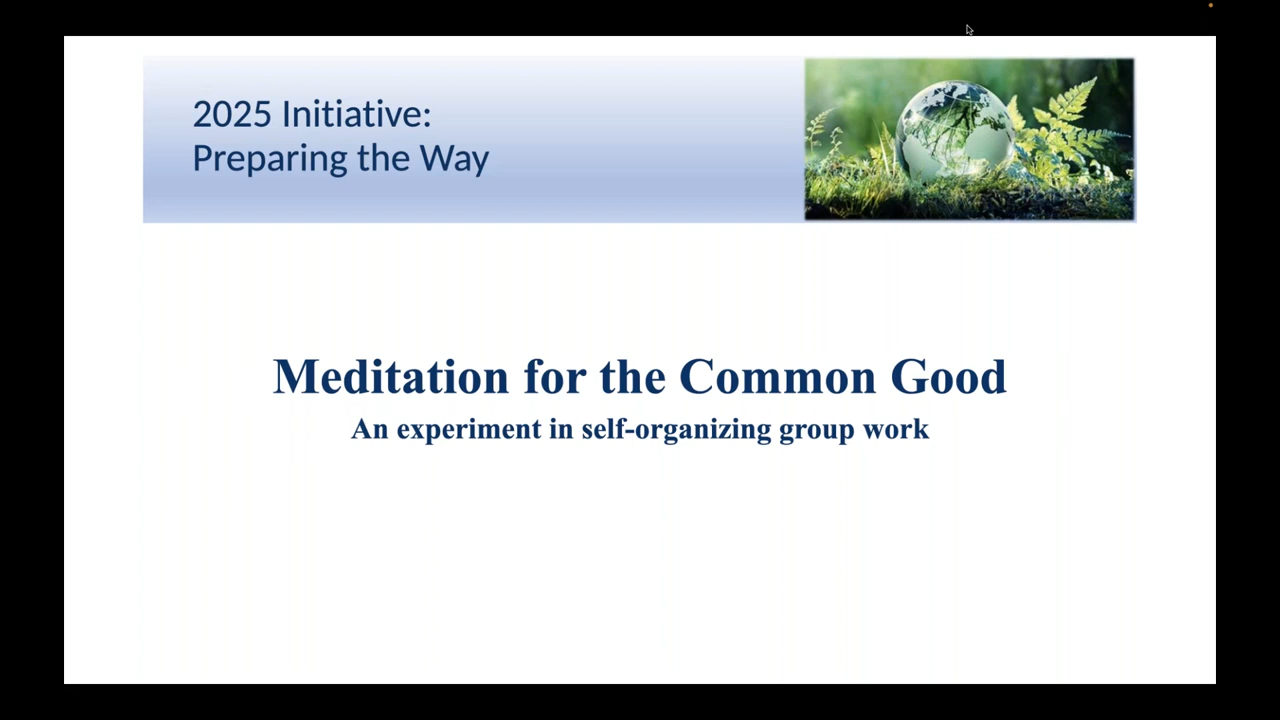 2025 Initiative:
Preparing the Way
Meditation for the Common Good
An experiment in self-organizing group work